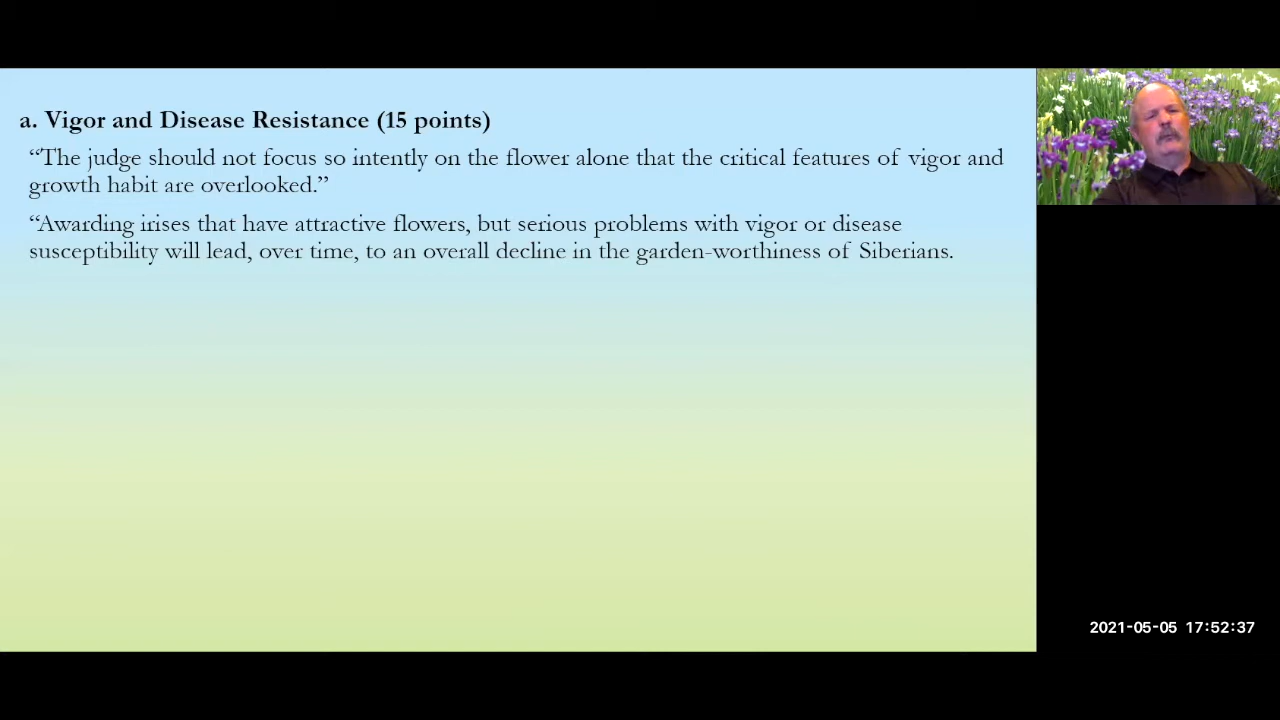 a. Vigor and Disease Resistance (15 points)
“The judge should not focus so intently on the flower alone that the critical features of vigor and
growth habit are overlooked.”
“Awarding irises that have attractive flowers, but serious problems with vigor or disease
susceptibility will lead, over time, to an overall decline in the garden-worthiness of Siberians.
2021-05-05 17:52:37